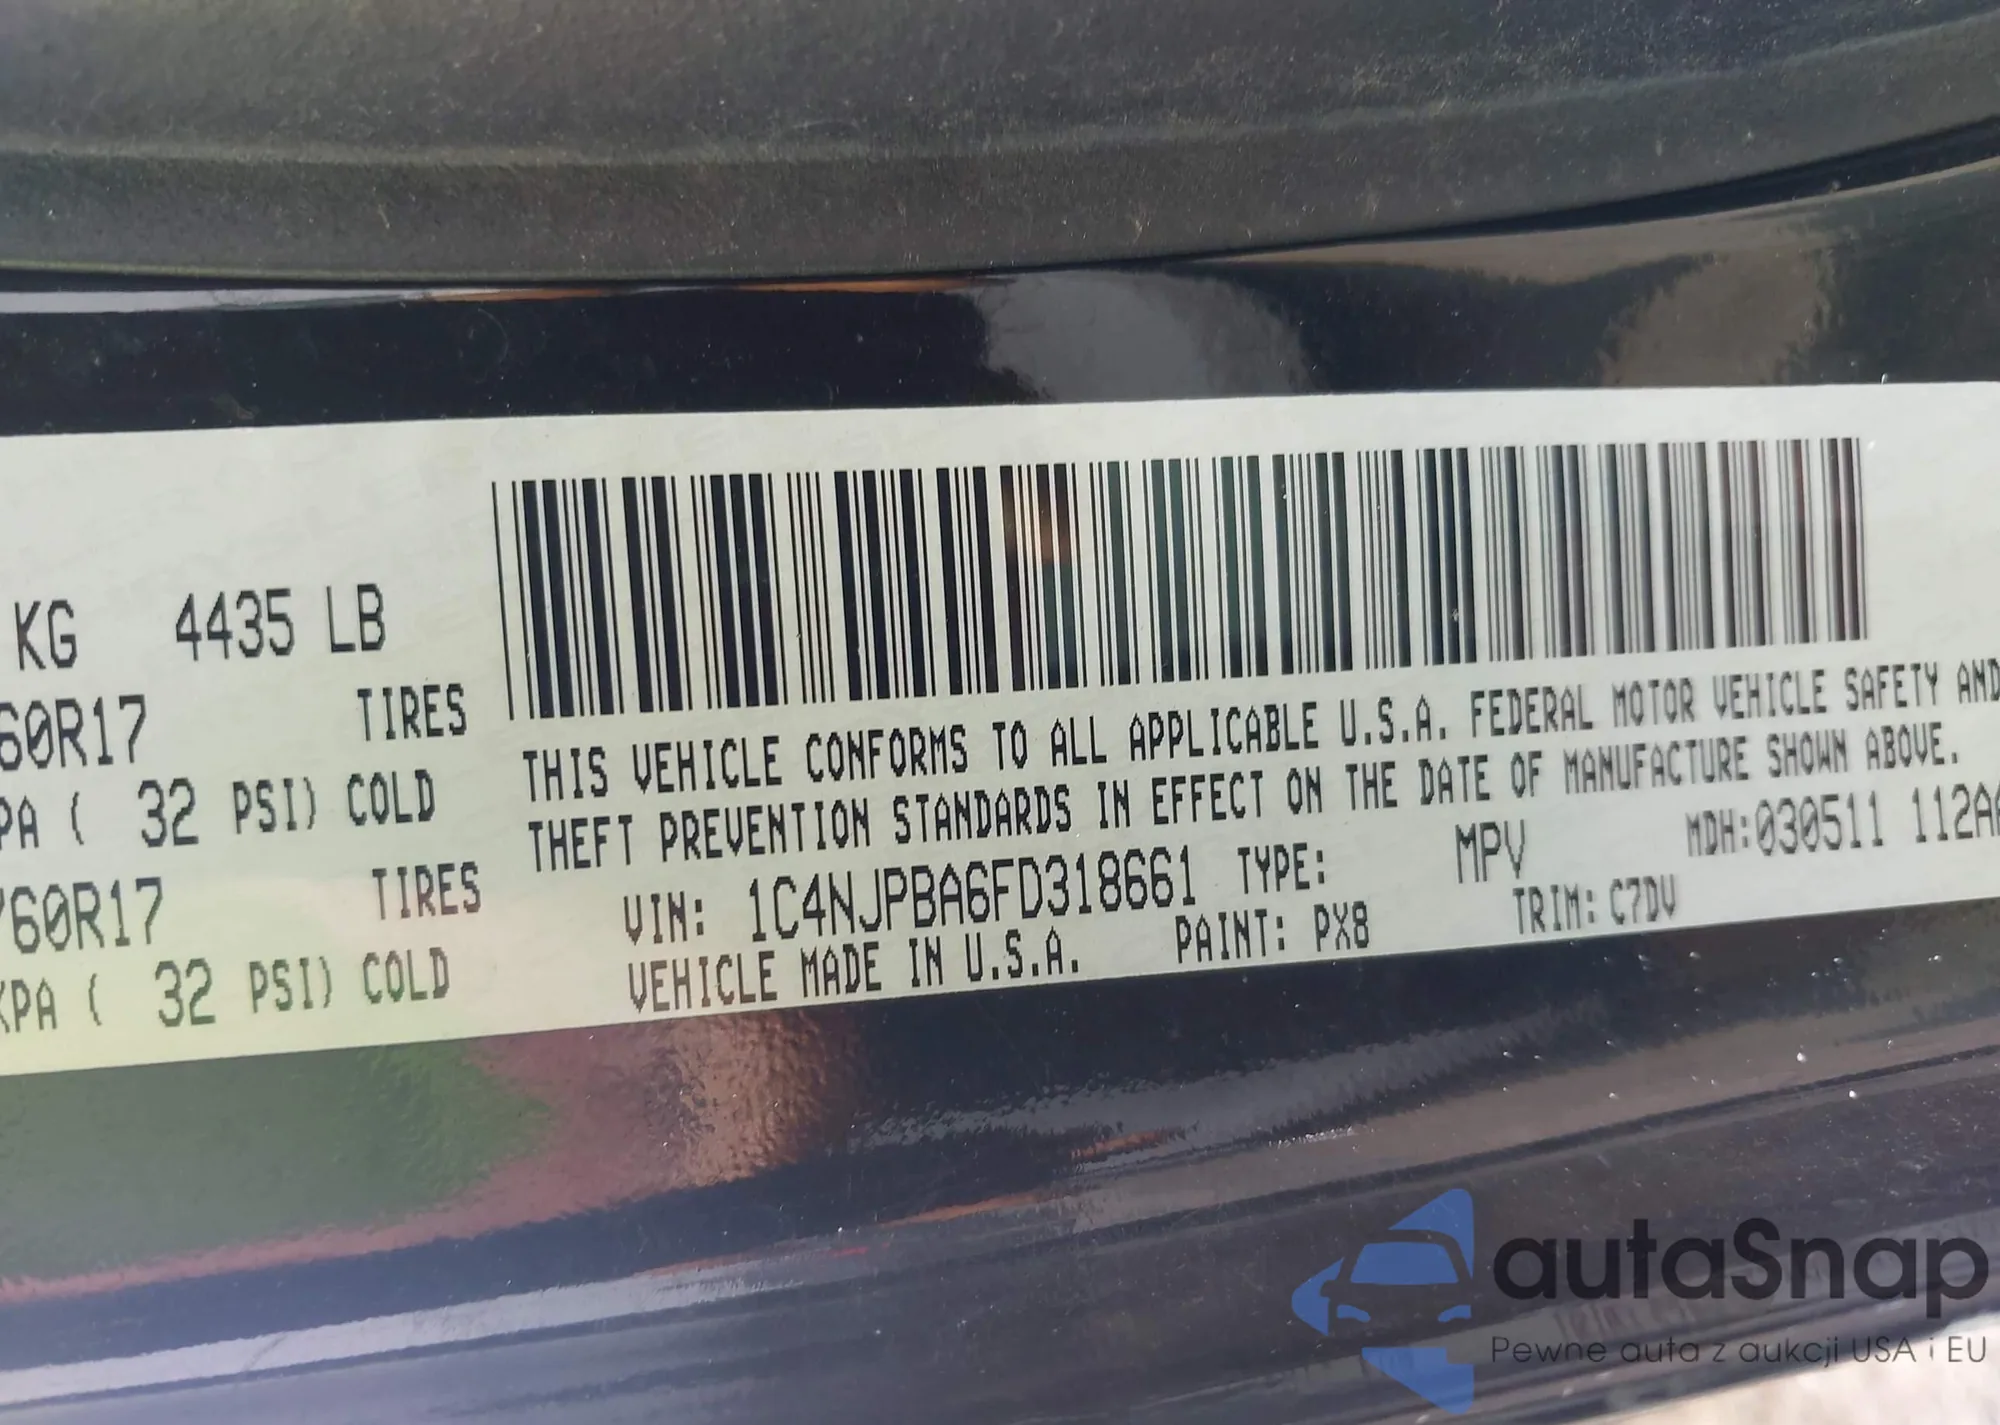 KG 4435 LB
60R17 TIRES
PA ( 32 PSI) COLD
/60R17 TIRES
KPA ( 32 PSI) COLD
THIS VEHICLE CONFORMS TO ALL APPLICABLE U.S.A. FEDERAL MOTOR VEHICLE SAFETY AND
THEFT PREVENTION STANDARDS IN EFFECT ON THE DATE OF MANUFACTURE SHOWN ABOVE.
VIN: 1C4NJPBA6FD318661 TYPE: MPV MDH:030511 112AA
VEHICLE MADE IN U.S.A. PAINT: PX8 TRIM: C7DV
autaSnap
Pewne auta z aukcji USA i EU